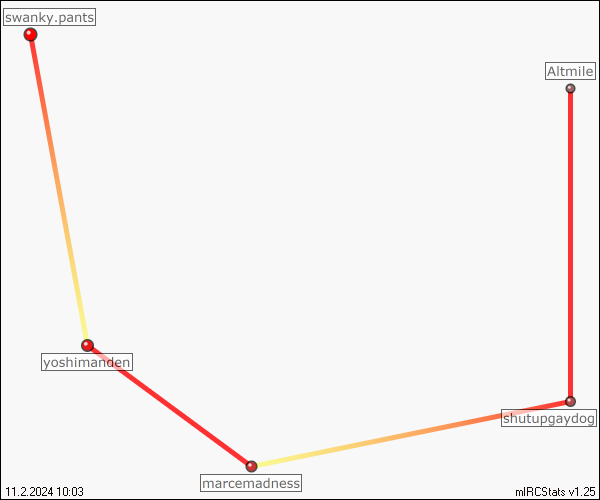 swanky.pants
Altmile
yoshimanden
shutupgaydog
marcemadness
11.2.2024 10:03
mIRCStats v1.25